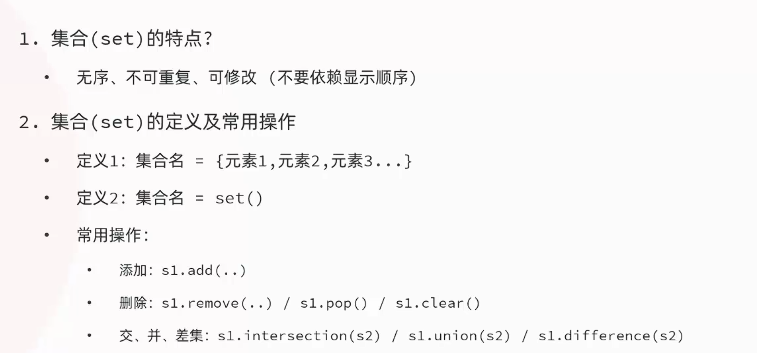 1. 集合(set)的特点?
• 无序、不可重复、可修改 (不要依赖显示顺序)
2. 集合(set)的定义及常用操作
• 定义1: 集合名 = {元素1,元素2,元素3...}
• 定义2: 集合名 = set()
• 常用操作:
• 添加: s1.add(..)
• 删除: s1.remove(..) / s1.pop() / s1.clear()
• 交、并、差集: s1.intersection(s2) / s1.union(s2) / s1.difference(s2)